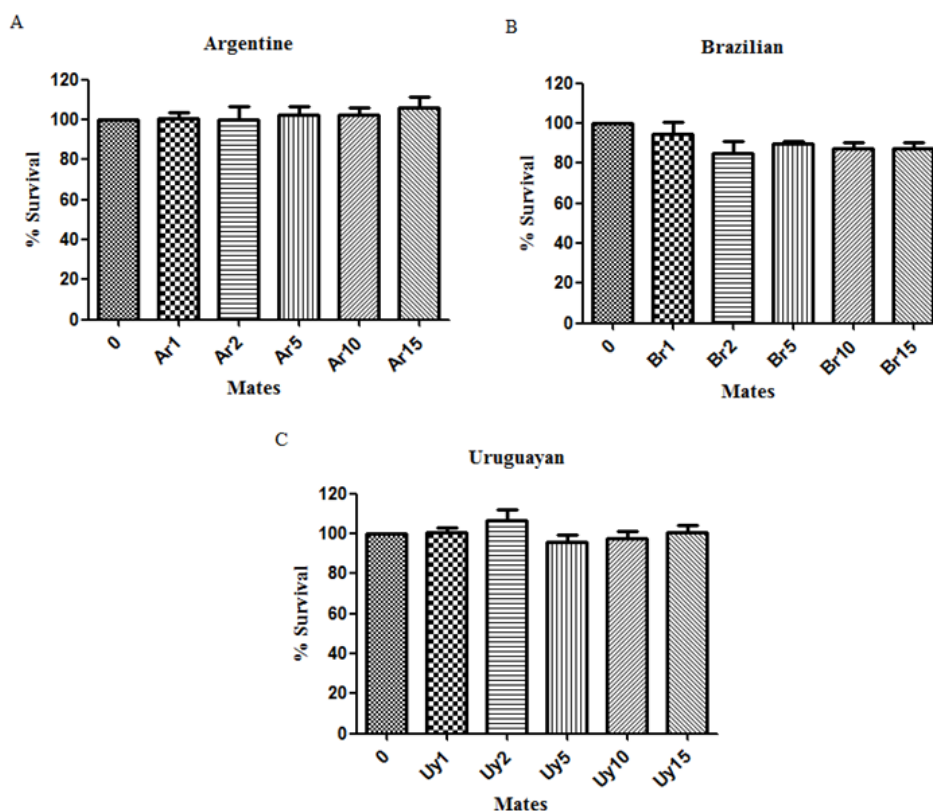 A
Argentine
% Survival
120
100
80
60
40
20
0
0 Ar1 Ar2 Ar5 Ar10 Ar15
Mates
B
Brazilian
% Survival
120
100
80
60
40
20
0
0 Br1 Br2 Br5 Br10 Br15
Mates
C
Uruguayan
% Survival
120
100
80
60
40
20
0
0 Uy1 Uy2 Uy5 Uy10 Uy15
Mates